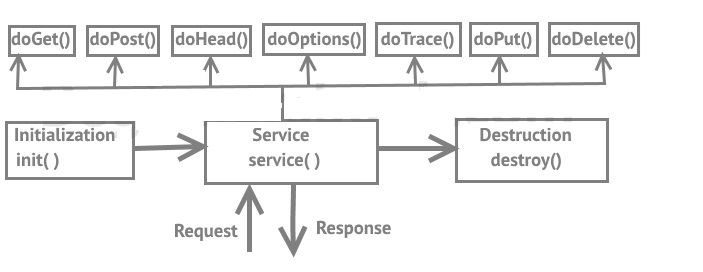 doGet() doPost() doHead() doOptions() doTrace() doPut() doDelete()
Initialization
init( )
Service
service( )
Destruction
destroy()
Request
Response